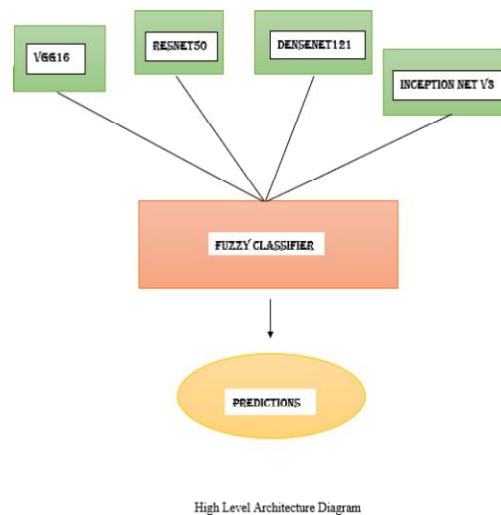 VGG16
RESNET50
DENSENET121
INCEPTION NET V3
FUZZY CLASSIFIER
PREDICTIONS
High Level Architecture Diagram